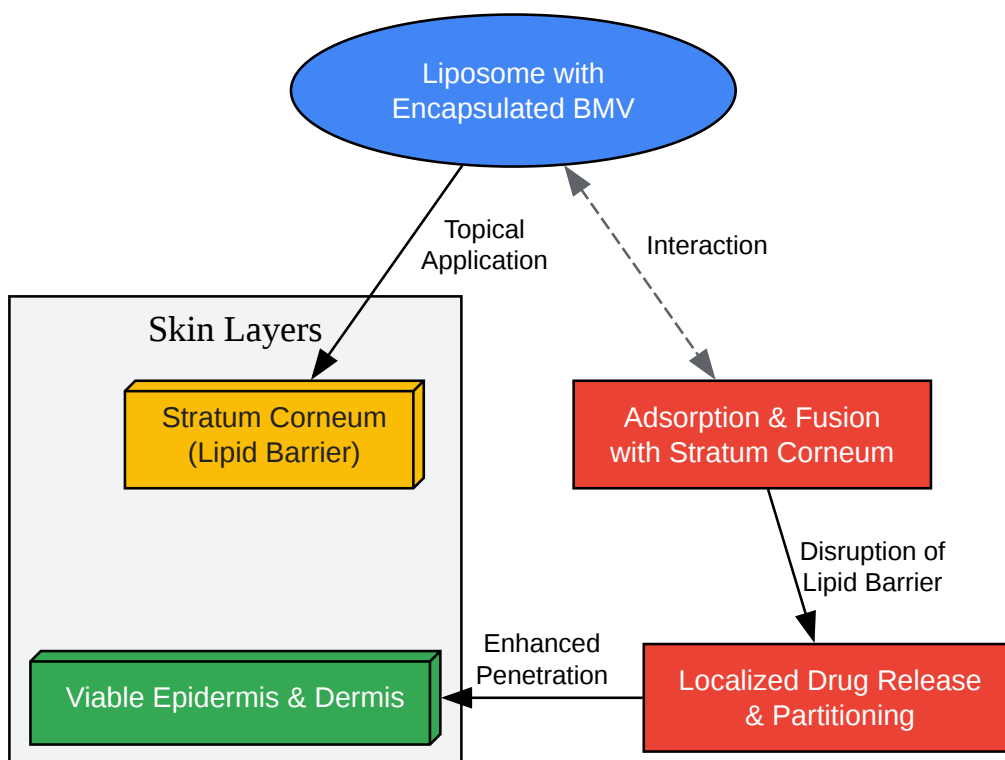 Liposome with
Encapsulated BMV
Topical
Application
Interaction
Skin Layers
Stratum Corneum
(Lipid Barrier)
Adsorption & Fusion
with Stratum Corneum
Disruption of
Lipid Barrier
Enhanced
Penetration
Viable Epidermis & Dermis
Localized Drug Release
& Partitioning